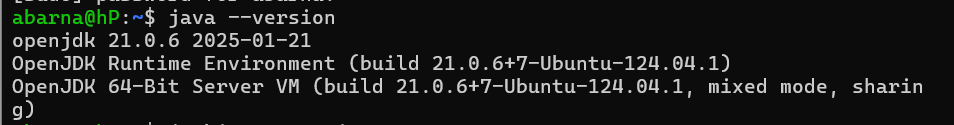 abarna@hP:~$ java --version
openjdk 21.0.6 2025-01-21
OpenJDK Runtime Environment (build 21.0.6+7-Ubuntu-124.04.1)
OpenJDK 64-Bit Server VM (build 21.0.6+7-Ubuntu-124.04.1, mixed mode, sharin
g)